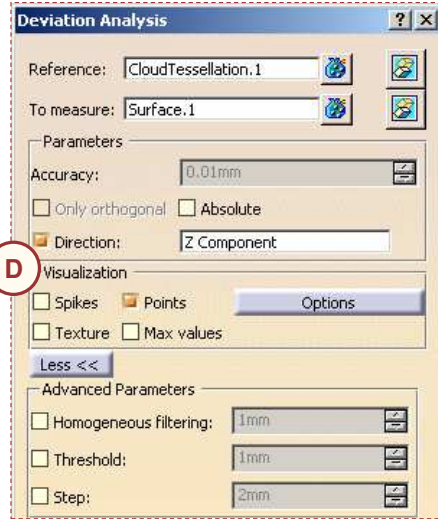 Deviation Analysis ? X
Reference: CloudTessellation.1
To measure: Surface.1
Parameters
Accuracy: 0.01mm
Only orthogonal Absolute
Direction: Z Component
D
Visualization
Spikes Points Options
Texture Max values
Less <<
Advanced Parameters
Homogeneous filtering: 1mm
Threshold: 1mm
Step: 2mm